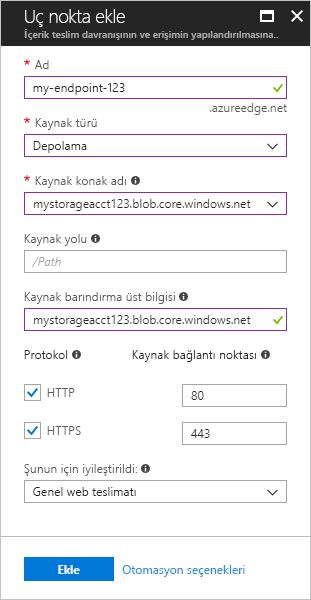 Uç nokta ekle
İçerik teslim davranışının ve erişimin yapılandırılmasına..
* Ad
my-endpoint-123
.azureedge.net
* Kaynak türü
Depolama
* Kaynak konak adı
mystorageacct123.blob.core.windows.net
Kaynak yolu
/Path
Kaynak barındırma üst bilgisi
mystorageacct123.blob.core.windows.net
Protokol Kaynak bağlantı noktası
HTTP 80
HTTPS 443
Şunun için iyileştirildi:
Genel web teslimatı
Ekle Otomasyon seçenekleri